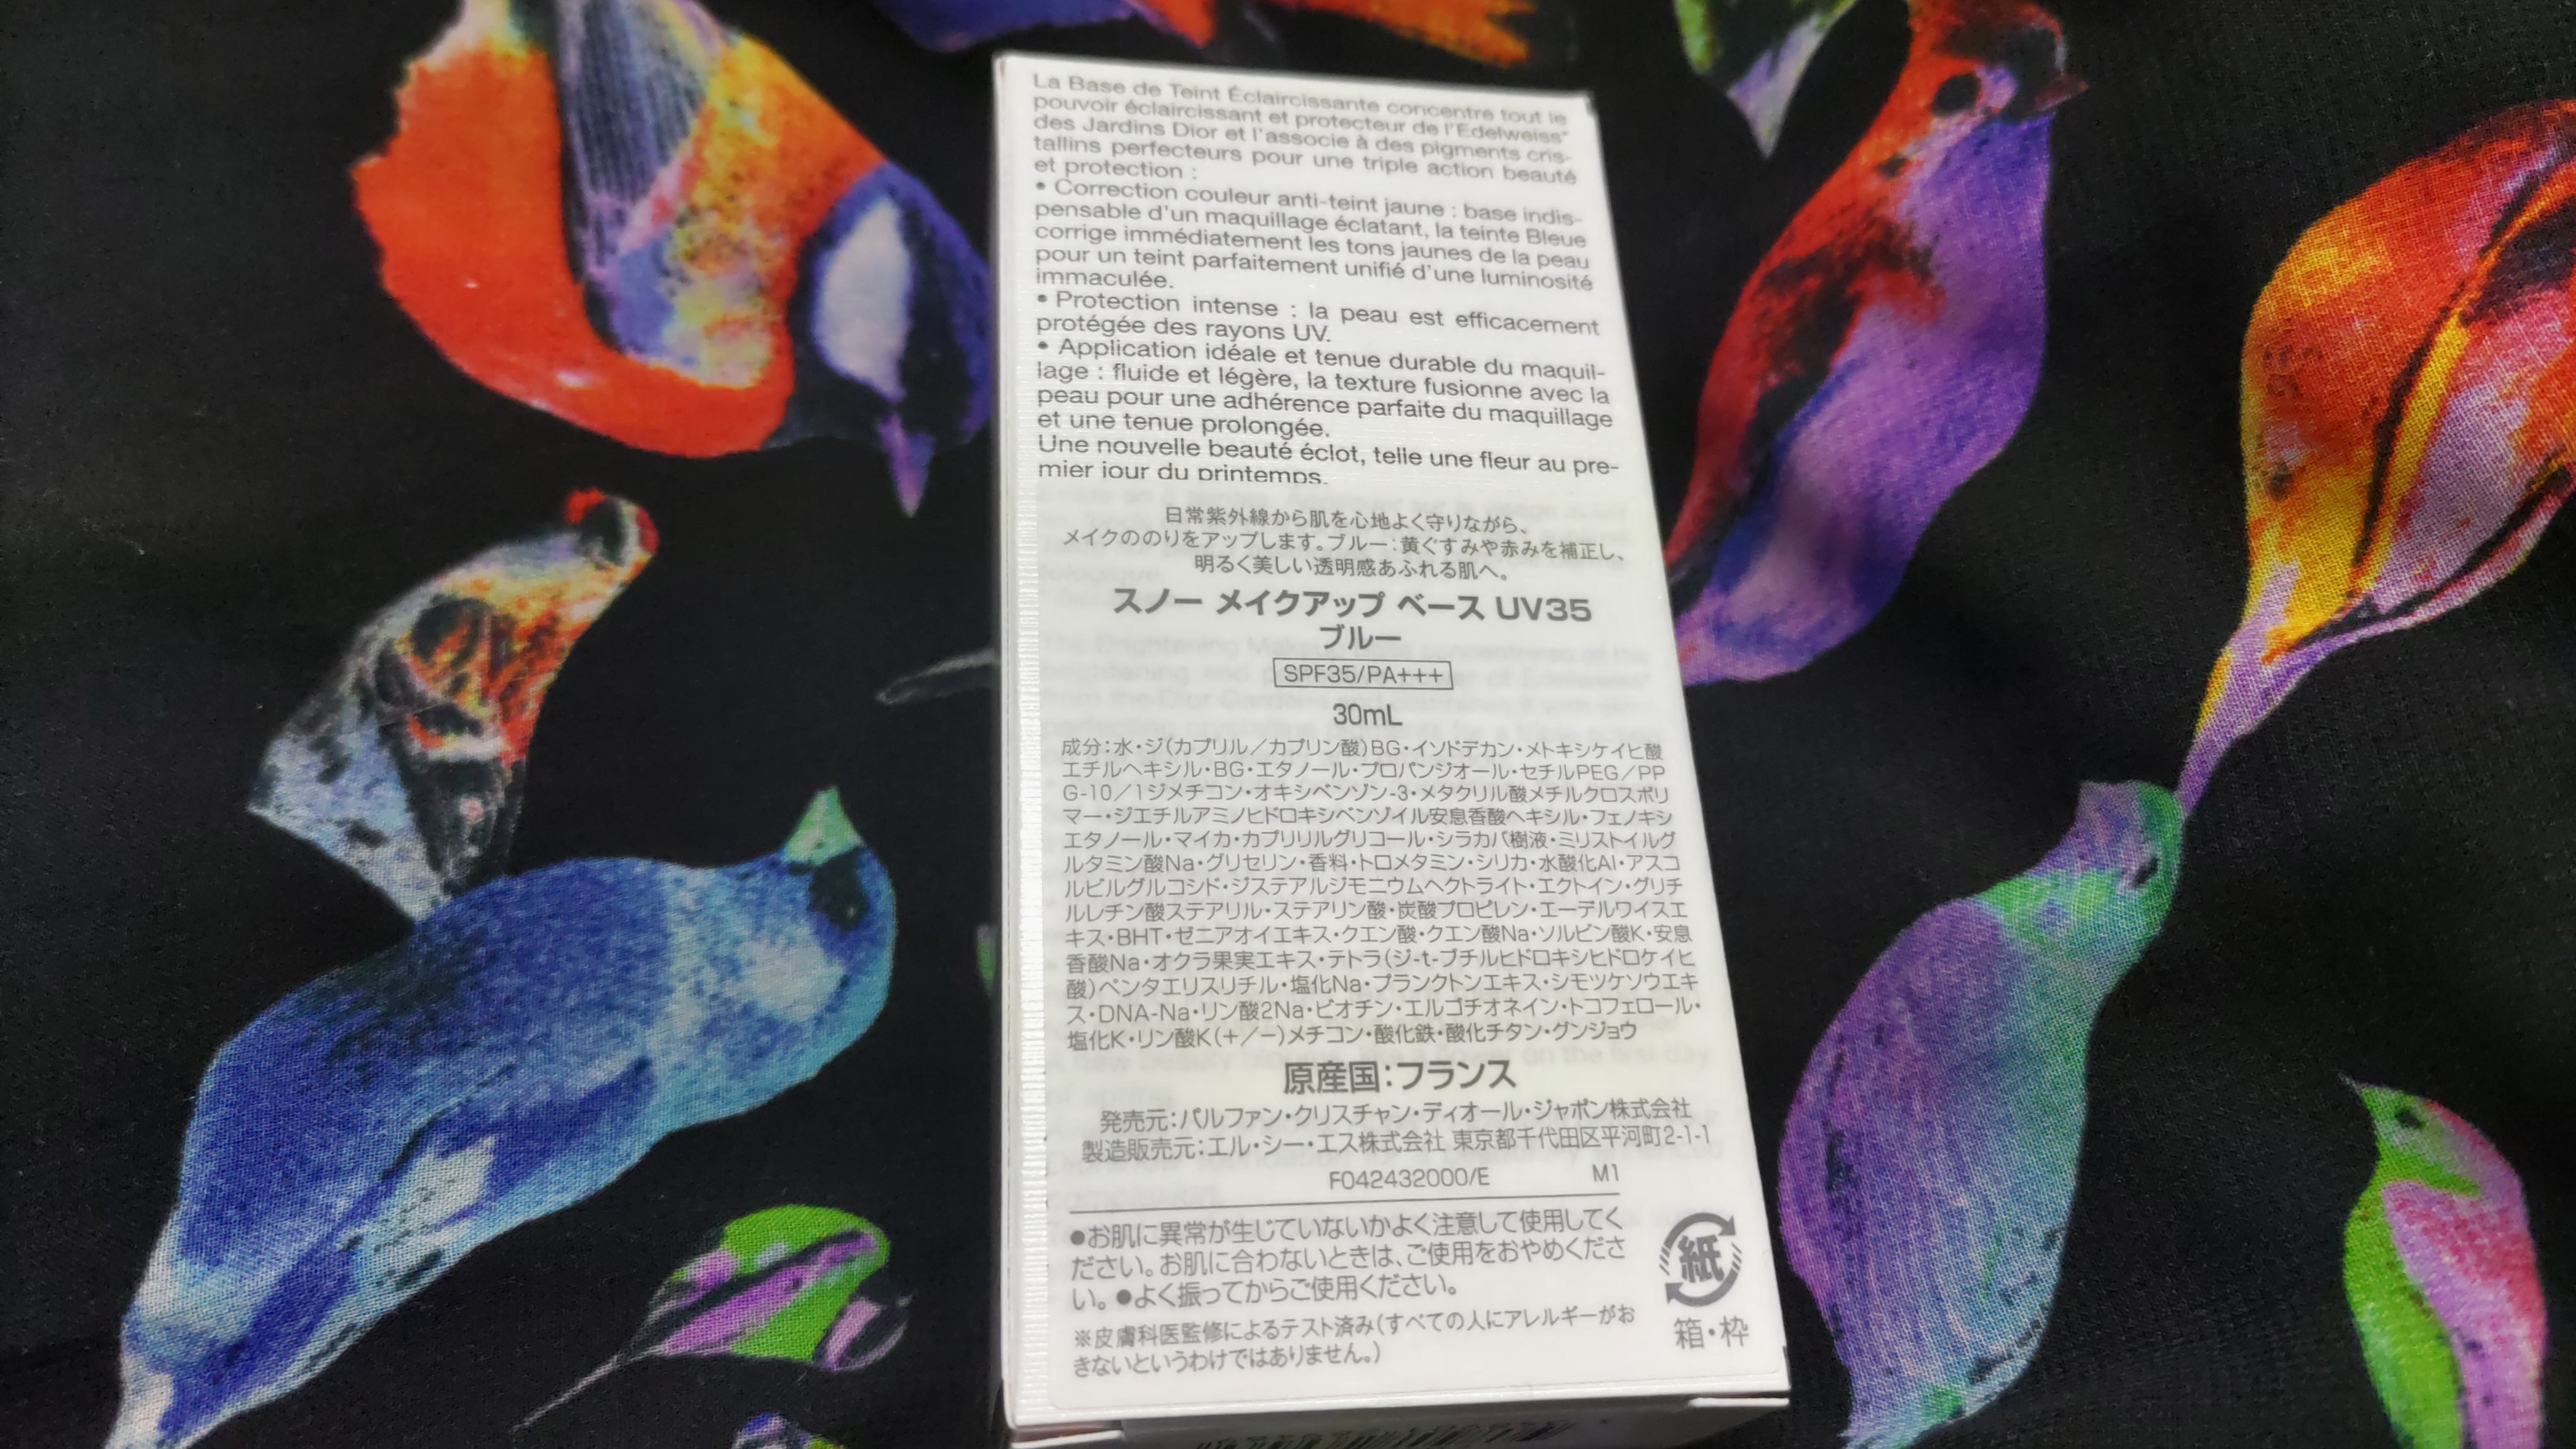 La Base de Teint Éclaircissante concentre tout le
pouvoir éclaircissant et protecteur de l'Edelweiss*
des Jardins Dior et l'associe à des pigments cris-
tallins perfecteurs pour une triple action beauté
et protection :
• Correction couleur anti-teint jaune : base indis-
pensable d'un maquillage éclatant, la teinte Bleue
corrige immédiatement les tons jaunes de la peau
pour un teint parfaitement unifié d'une luminosité
immaculée.
• Protection intense : la peau est efficacement
protégée des rayons UV.
• Application idéale et tenue durable du maquil-
lage : fluide et légère, la texture fusionne avec la
peau pour une adhérence parfaite du maquillage
et une tenue prolongée.
Une nouvelle beauté éclot, telle une fleur au pre-
mier jour du printemps.
日常紫外線から肌を心地よく守りながら、
メイクののりをアップします。ブルー:黄ぐすみや赤みを補正し、
明るく美しい透明感あふれる肌へ。
スノー メイクアップ ベース UV35
ブルー
SPF35/PA+++
30mL
成分:水・ジ(カプリル/カプリン酸)BG・イソドデカン・メトキシケイヒ酸
エチルヘキシル・BG・エタノール・プロパンジオール・セチルPEG/PP
G-10/1ジメチコン・オキシベンゾン-3・メタクリル酸メチルクロスポリ
マー・ジエチルアミノヒドロキシベンゾイル安息香酸ヘキシル・フェノキシ
エタノール・マイカ・カプリリルグリコール・シラカバ樹液・ミリストイルグ
ルタミン酸Na・グリセリン・香料・トロメタミン・シリカ・水酸化Al・アスコ
ルビルグルコシド・ジステアルジモニウムヘクトライト・エクトイン・グリチ
ルレチン酸ステアリル・ステアリン酸・炭酸プロピレン・エーデルワイスエ
キス・BHT・ゼニアオイエキス・クエン酸・クエン酸Na・ソルビン酸K・安息
香酸Na・オクラ果実エキス・テトラ(ジ-t-ブチルヒドロキシヒドロケイヒ
酸)ペンタエリスリチル・塩化Na・プランクトンエキス・シモツケソウエキ
ス・DNA-Na・リン酸2Na・ビオチン・エルゴチオネイン・トコフェロール・
塩化K・リン酸K(+/−)メチコン・酸化鉄・酸化チタン・グンジョウ
原産国:フランス
発売元:パルファン・クリスチャン・ディオール・ジャポン株式会社
製造販売元:エル・シー・エス株式会社 東京都千代田区平河町2-1-1
F042432000/E M1
●お肌に異常が生じていないかよく注意して使用してく
ださい。お肌に合わないときは、ご使用をおやめくださ
い。●よく振ってからご使用ください。
※皮膚科医監修によるテスト済み(すべての人にアレルギーがお
きないというわけではありません。)
紙
箱・枠